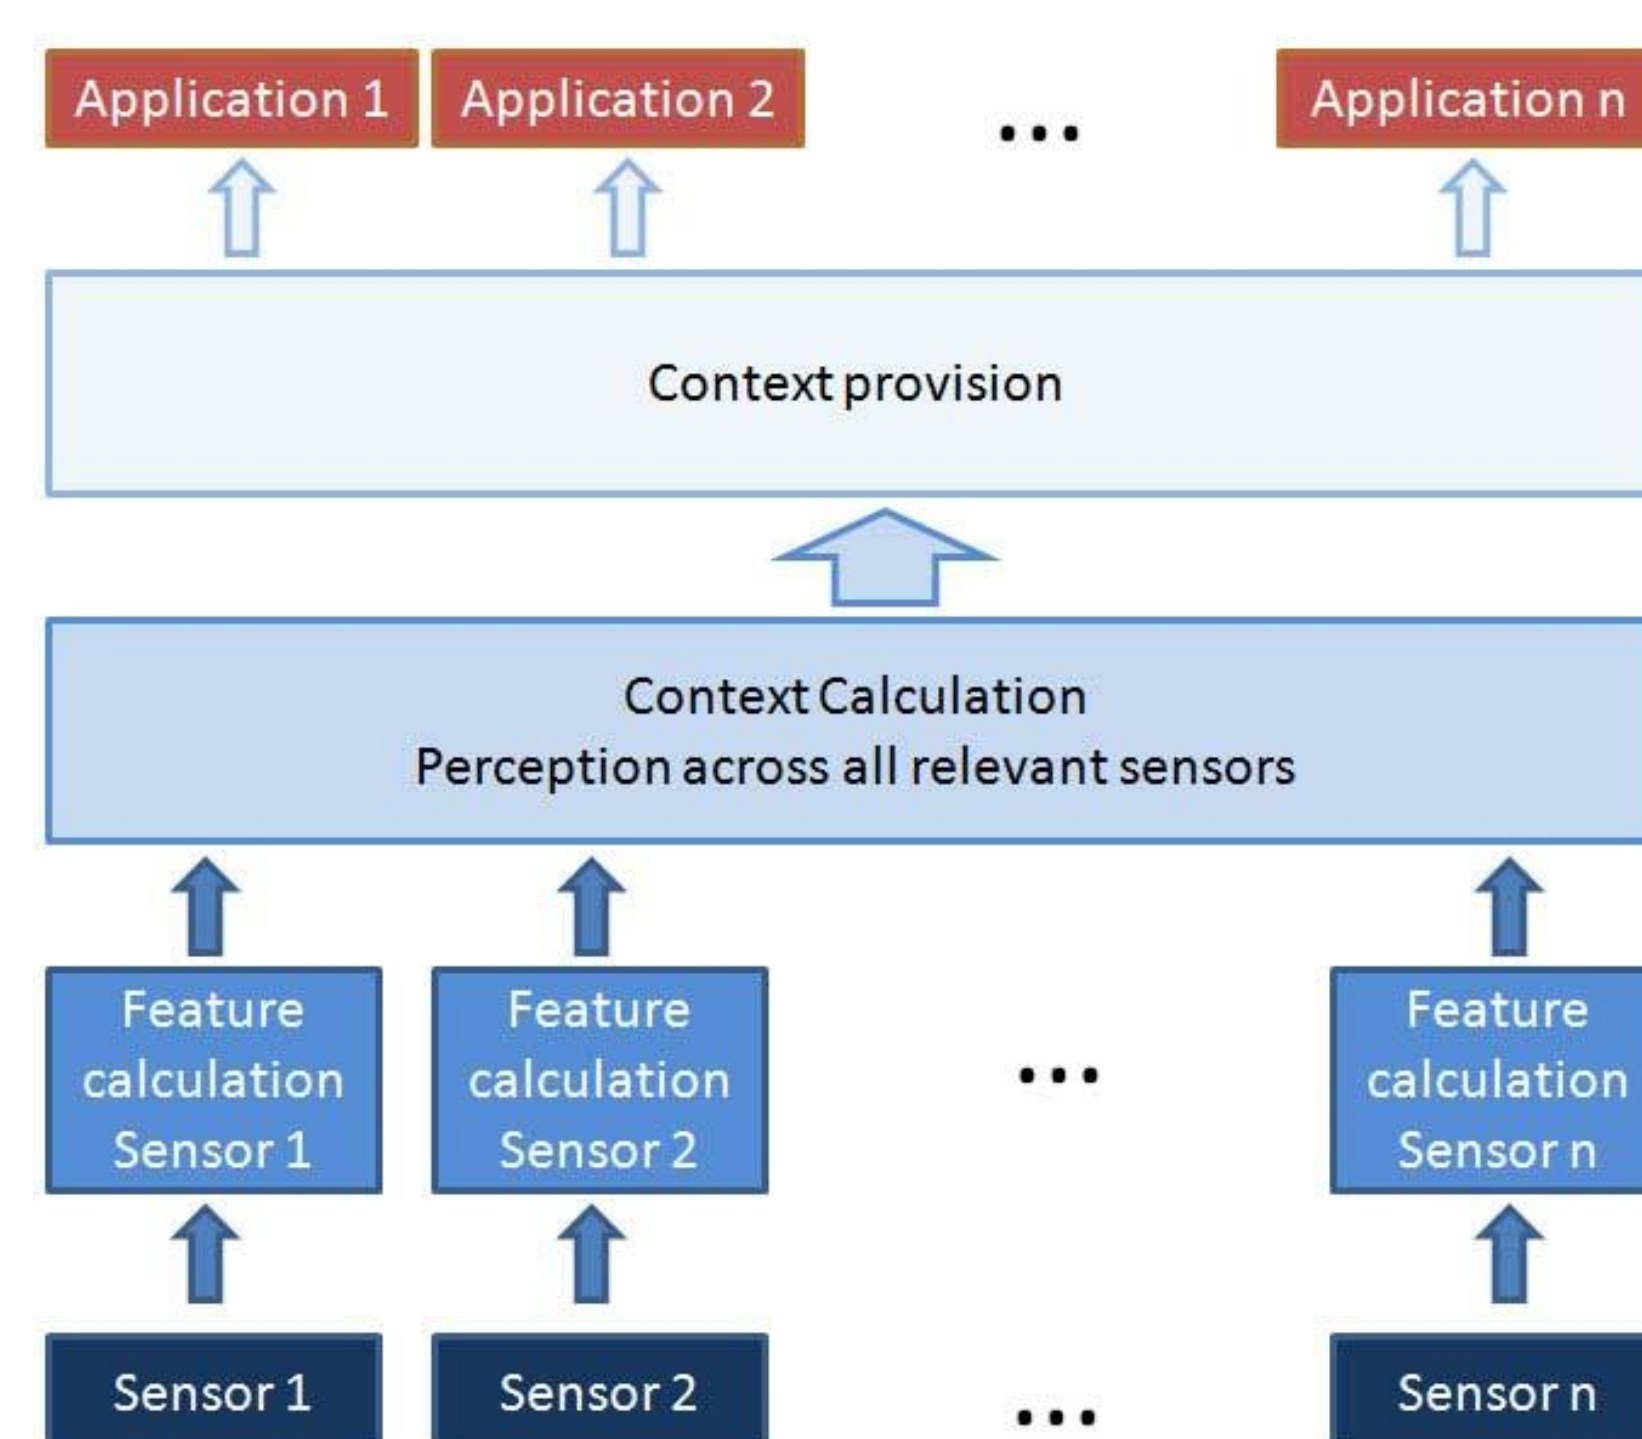 Application 1 Application 2 ... Application n
Context provision
Context Calculation
Perception across all relevant sensors
Feature Feature Feature
calculation calculation ... calculation
Sensor 1 Sensor 2 Sensor n
Sensor 1 Sensor 2 ... Sensor n